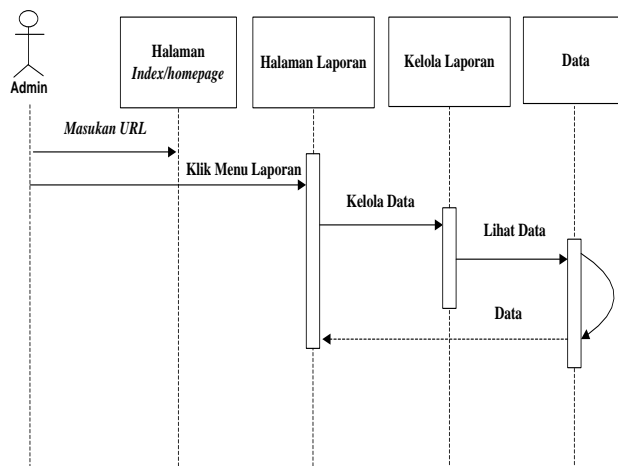 Admin
Halaman
Index/homepage
Halaman Laporan
Kelola Laporan
Data
Masukan URL
Klik Menu Laporan
Kelola Data
Lihat Data
Data